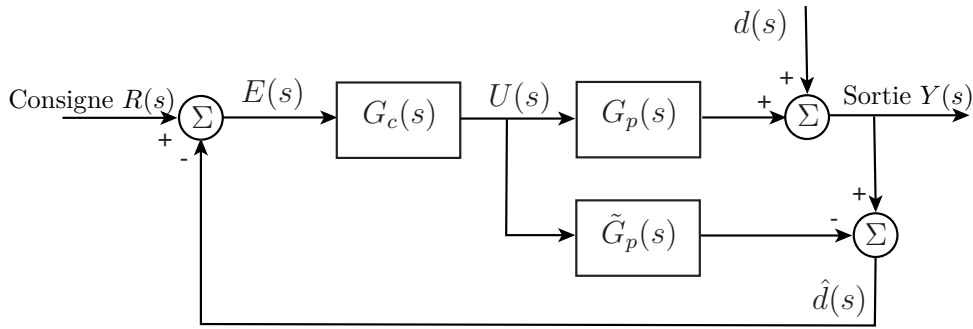 d(s)
Consigne R(s)
+
-
Σ
E(s)
G_c(s)
U(s)
G_p(s)
+
+
Σ
Sortie Y(s)
G̃_p(s)
+
-
Σ
d̂(s)